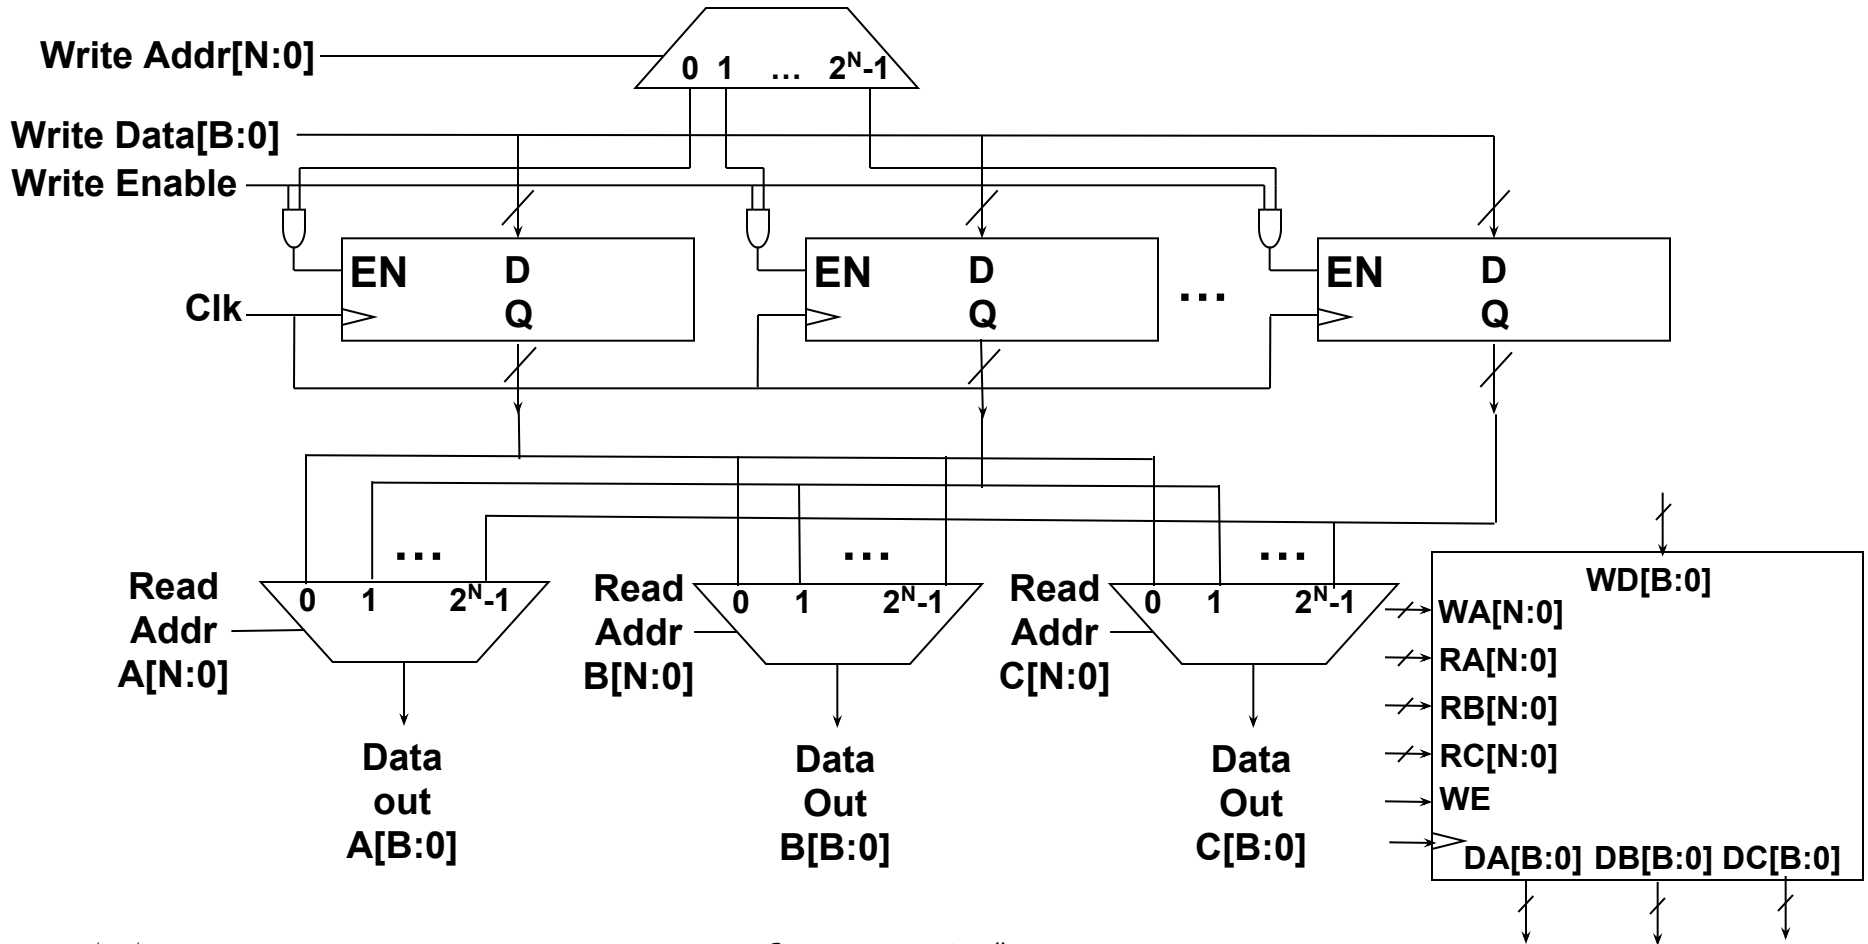 Write Addr[N:0]
0 1 … 2ᴺ-1
Write Data[B:0]
Write Enable
EN D
Q
EN D
Q
…
EN D
Q
Clk
… … …
Read
Addr
A[N:0]
0 1 2ᴺ-1
Data
out
A[B:0]
Read
Addr
B[N:0]
0 1 2ᴺ-1
Data
Out
B[B:0]
Read
Addr
C[N:0]
0 1 2ᴺ-1
Data
Out
C[B:0]
WD[B:0]
WA[N:0]
RA[N:0]
RB[N:0]
RC[N:0]
WE
DA[B:0] DB[B:0] DC[B:0]